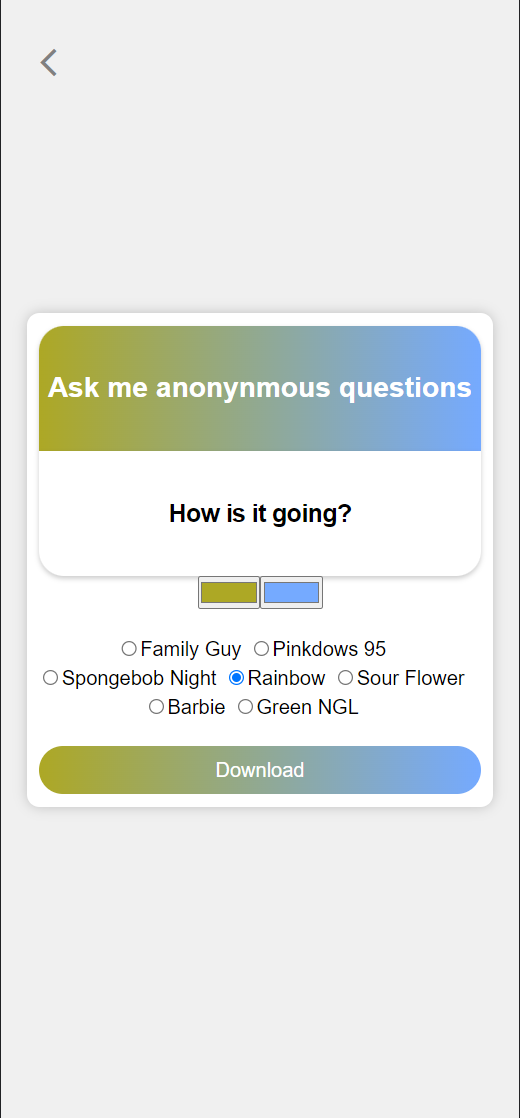 Ask me anonynmous questions
How is it going?
Family Guy Pinkdows 95
Spongebob Night Rainbow Sour Flower
Barbie Green NGL
Download